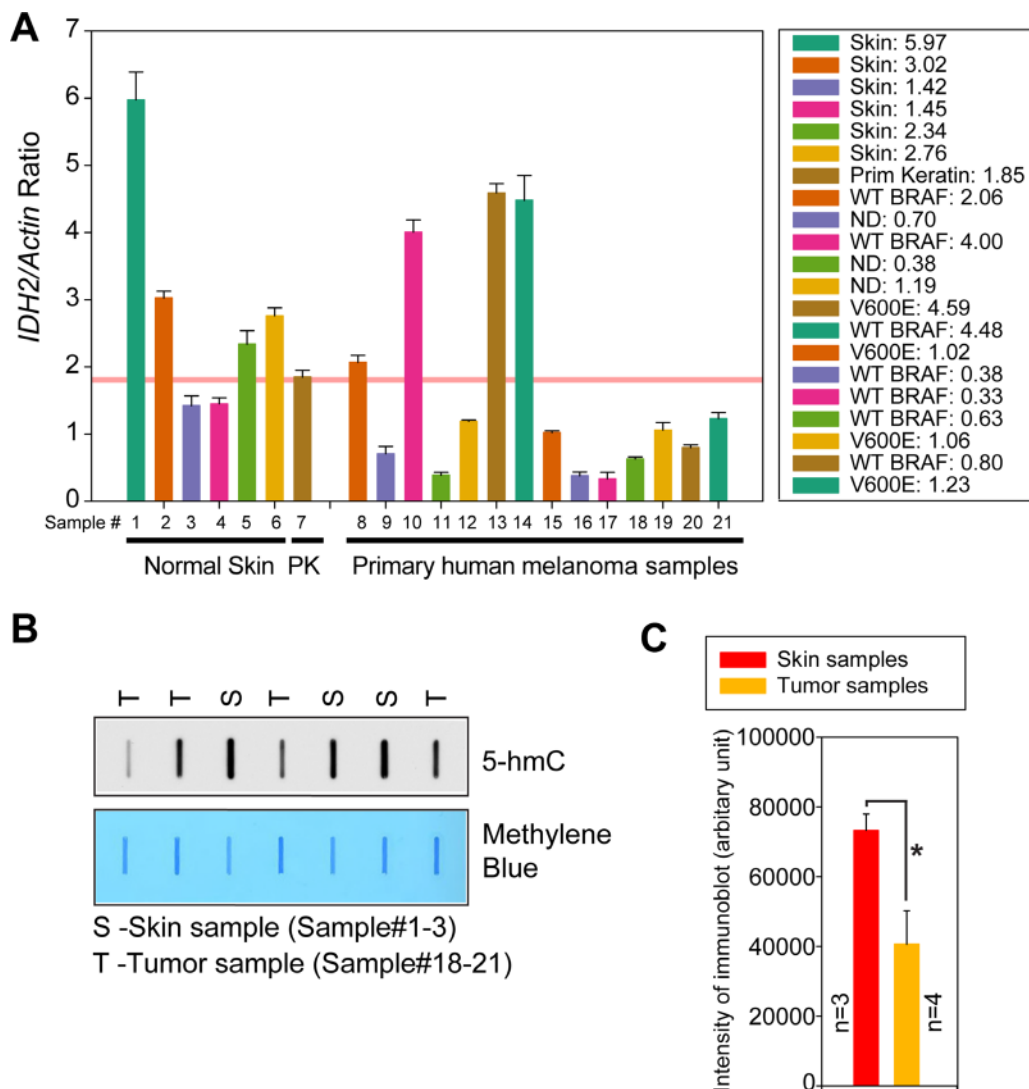 A
7
6
5
4
3
2
1
0
IDH2/Actin Ratio
Sample # 1 2 3 4 5 6 7 8 9 10 11 12 13 14 15 16 17 18 19 20 21
Normal Skin PK Primary human melanoma samples
Skin: 5.97
Skin: 3.02
Skin: 1.42
Skin: 1.45
Skin: 2.34
Skin: 2.76
Prim Keratin: 1.85
WT BRAF: 2.06
ND: 0.70
WT BRAF: 4.00
ND: 0.38
ND: 1.19
V600E: 4.59
WT BRAF: 4.48
V600E: 1.02
WT BRAF: 0.38
WT BRAF: 0.33
WT BRAF: 0.63
V600E: 1.06
WT BRAF: 0.80
V600E: 1.23
B
T T S T S S T
5-hmC
Methylene
Blue
S -Skin sample (Sample#1-3)
T -Tumor sample (Sample#18-21)
C
Skin samples
Tumor samples
Intensity of immunoblot (arbitary unit)
100000
80000
60000
40000
20000
0
*
n=3
n=4